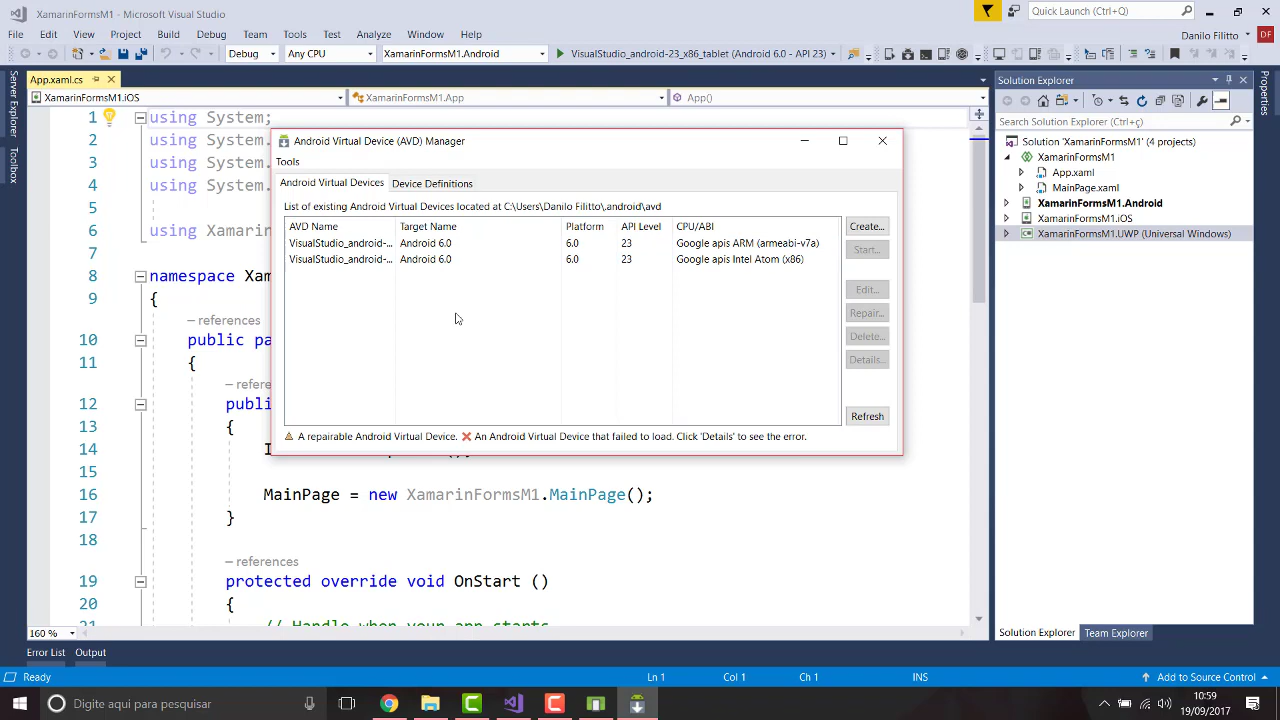 XamarinFormsM1 - Microsoft Visual Studio
Quick Launch (Ctrl+Q)
File Edit View Project Build Debug Team Tools Test Analyze Window Help
Danilo Filitto DF
Debug Any CPU XamarinFormsM1.Android VisualStudio_android-23_x86_tablet (Android 6.0 - API 23)
Server Explorer
Toolbox
App.xaml.cs
XamarinFormsM1.iOS XamarinFormsM1.App App()
1 using System;
2 using System.
3 using System.
4 using System.
5
6 using Xamarin
7
8 namespace Xam
9 {
references
10 public pa
11 {
refere
12 public
13 {
14 I
15
16 MainPage = new XamarinFormsM1.MainPage();
17 }
18
references
19 protected override void OnStart ()
20 {
21 // Handle when your app starts
160 %
Android Virtual Device (AVD) Manager
Tools
Android Virtual Devices Device Definitions
List of existing Android Virtual Devices located at C:\Users\Danilo Filitto\.android\avd
AVD Name Target Name Platform API Level CPU/ABI
VisualStudio_android-... Android 6.0 6.0 23 Google apis ARM (armeabi-v7a)
VisualStudio_android-... Android 6.0 6.0 23 Google apis Intel Atom (x86)
Create...
Start...
Edit...
Repair...
Delete...
Details...
Refresh
A repairable Android Virtual Device. An Android Virtual Device that failed to load. Click 'Details' to see the error.
Solution Explorer
Search Solution Explorer (Ctrl+ç)
Solution 'XamarinFormsM1' (4 projects)
XamarinFormsM1
App.xaml
MainPage.xaml
XamarinFormsM1.Android
XamarinFormsM1.iOS
XamarinFormsM1.UWP (Universal Windows)
Solution Explorer Team Explorer
Properties
Error List Output
Ready Ln 1 Col 1 Ch 1 INS Add to Source Control
Digite aqui para pesquisar
10:59
19/09/2017